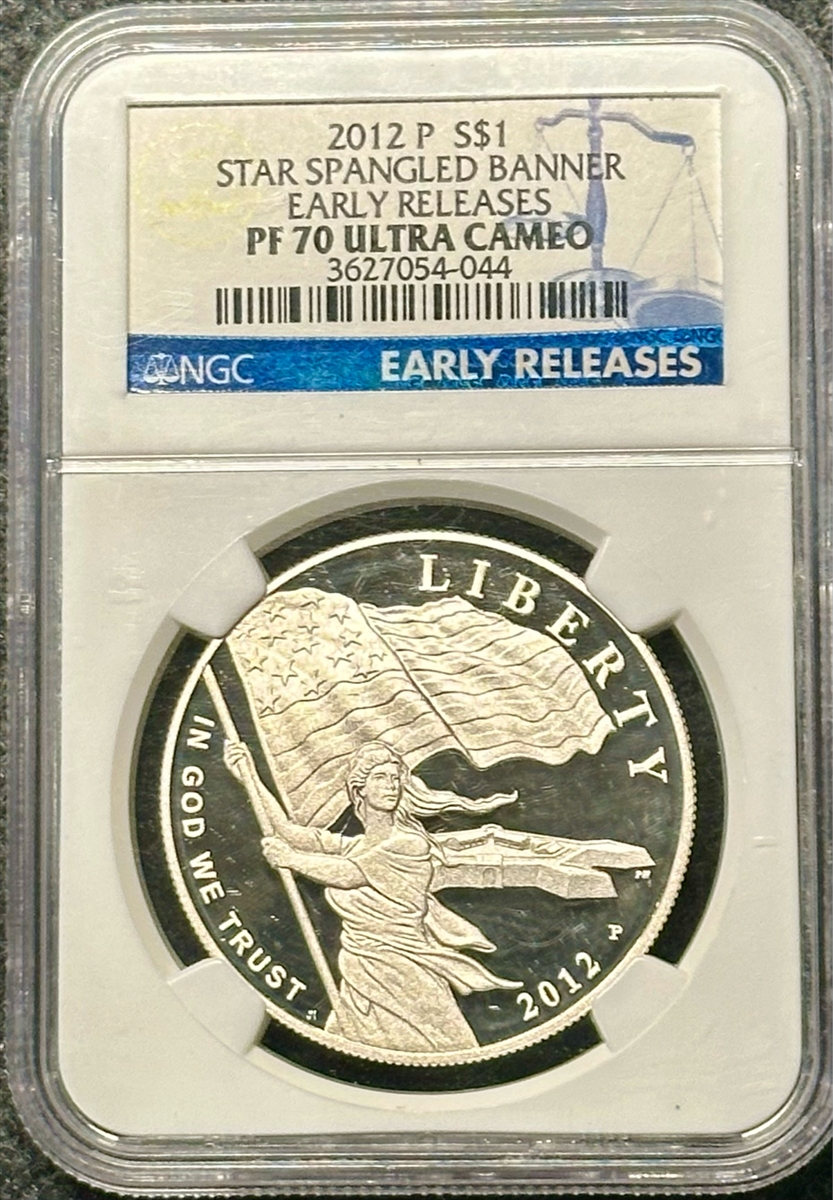 2012 P S$1
STAR SPANGLED BANNER
EARLY RELEASES
PF 70 ULTRA CAMEO
3627054-044
NGC EARLY RELEASES
LIBERTY
IN GOD WE TRUST
2012
P